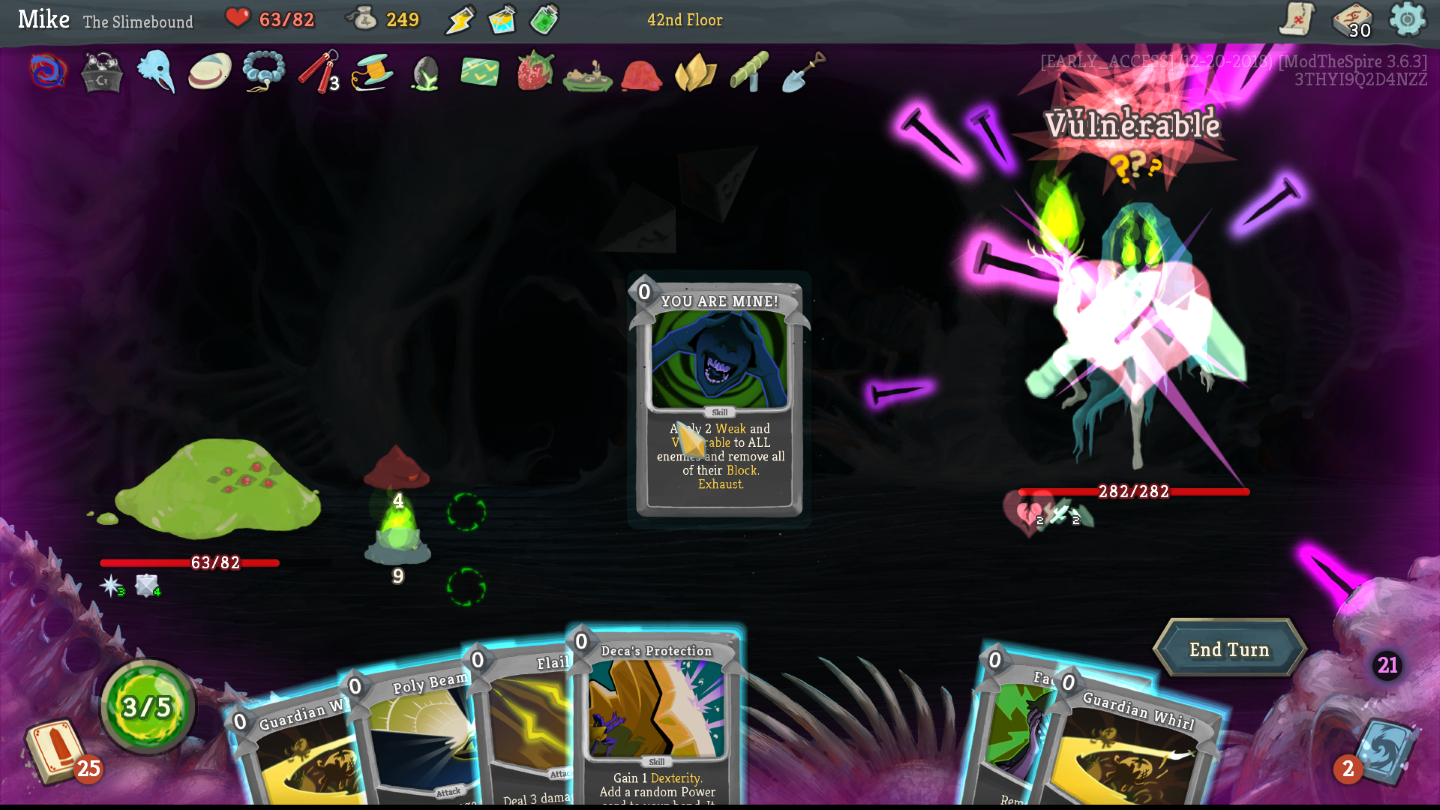 Mike The Slimebound 63/82 249 42nd Floor 30
3
[EARLY_ACCESS] (12-20-2018) [ModTheSpire 3.6.3]
3THYI9Q2D4NZZ
Vulnerable
???
0
YOU ARE MINE!
Skill
Apply 2 Weak and
to ALL
enemies and remove all
of their Block.
Exhaust.
4
9
282/282
2 2
63/82
3 4
End Turn
21
3/5
25
0
Guardian W
0
Poly Beam
Attack
0
Flail
Attac
Deal 3 dama
0
Deca's Protection
Skill
Gain 1 Dexterity.
Add a random Power
0
0
Guardian Whirl
2